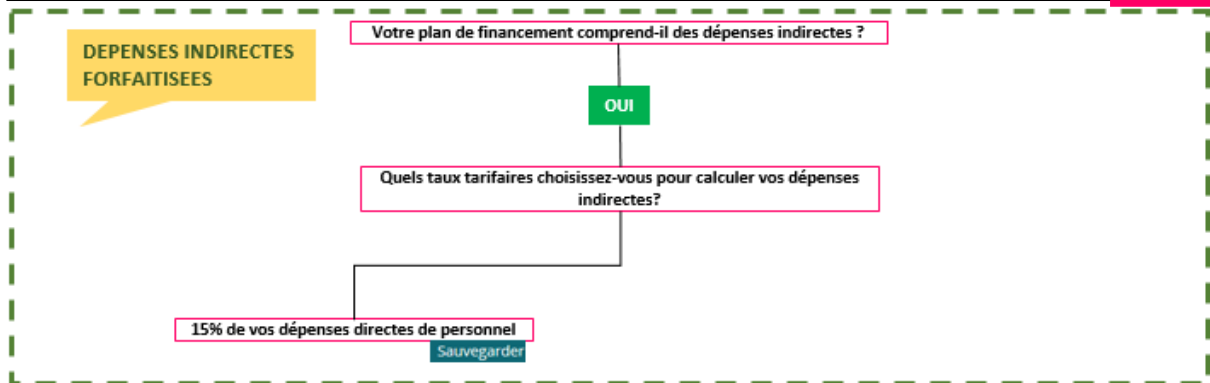 Votre plan de financement comprend-il des dépenses indirectes ?
DEPENSES INDIRECTES
FORFAITISEES
OUI
Quels taux tarifaires choisissez-vous pour calculer vos dépenses
indirectes?
15% de vos dépenses directes de personnel
Sauvegarder